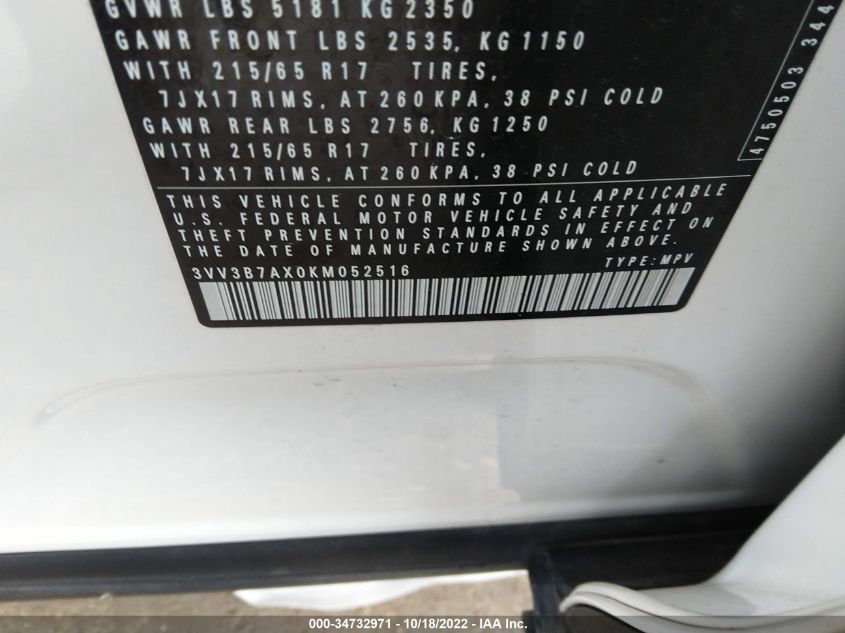 GVWR LBS 5181 KG 2350
GAWR FRONT LBS 2535, KG 1150
WITH 215/65 R17 TIRES,
7JX17 RIMS, AT 260 KPA, 38 PSI COLD
GAWR REAR LBS 2756, KG 1250
WITH 215/65 R17 TIRES,
7JX17 RIMS, AT 260 KPA, 38 PSI COLD
THIS VEHICLE CONFORMS TO ALL APPLICABLE
U.S. FEDERAL MOTOR VEHICLE SAFETY AND
THEFT PREVENTION STANDARDS IN EFFECT ON
THE DATE OF MANUFACTURE SHOWN ABOVE.
3VV3B7AX0KM052516 TYPE: MPV
4750503 344
000-34732971 - 10/18/2022 - IAA Inc.